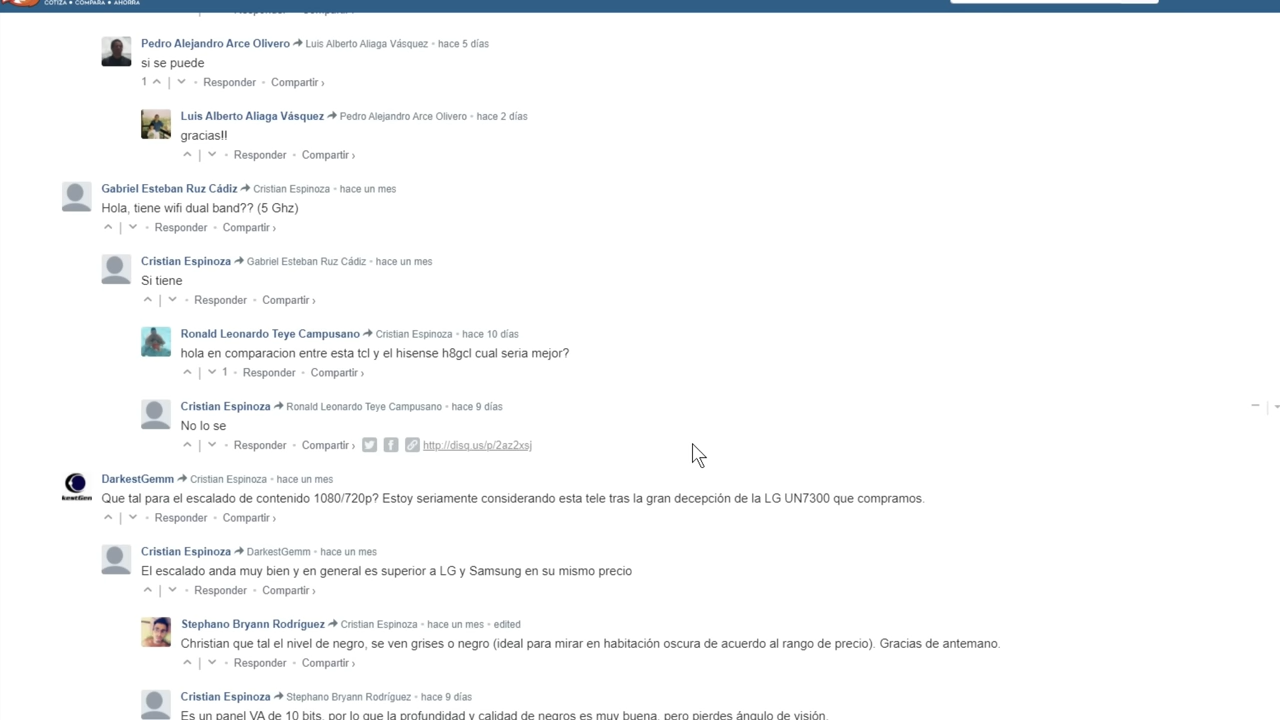 COTIZA • COMPARA • AHORRA
Responder • Compartir ›
Pedro Alejandro Arce Olivero → Luis Alberto Aliaga Vásquez • hace 5 días
si se puede
1 • Responder • Compartir ›
Luis Alberto Aliaga Vásquez → Pedro Alejandro Arce Olivero • hace 2 días
gracias!!
• Responder • Compartir ›
Gabriel Esteban Ruz Cádiz → Cristian Espinoza • hace un mes
Hola, tiene wifi dual band?? (5 Ghz)
• Responder • Compartir ›
Cristian Espinoza → Gabriel Esteban Ruz Cádiz • hace un mes
Si tiene
• Responder • Compartir ›
Ronald Leonardo Teye Campusano → Cristian Espinoza • hace 10 días
hola en comparacion entre esta tcl y el hisense h8gcl cual seria mejor?
1 • Responder • Compartir ›
Cristian Espinoza → Ronald Leonardo Teye Campusano • hace 9 días
No lo se
• Responder • Compartir › http://disq.us/p/2az2xsj
DarkestGemm → Cristian Espinoza • hace un mes
Que tal para el escalado de contenido 1080/720p? Estoy seriamente considerando esta tele tras la gran decepción de la LG UN7300 que compramos.
• Responder • Compartir ›
Cristian Espinoza → DarkestGemm • hace un mes
El escalado anda muy bien y en general es superior a LG y Samsung en su mismo precio
• Responder • Compartir ›
Stephano Bryann Rodríguez → Cristian Espinoza • hace un mes • edited
Christian que tal el nivel de negro, se ven grises o negro (ideal para mirar en habitación oscura de acuerdo al rango de precio). Gracias de antemano.
• Responder • Compartir ›
Cristian Espinoza → Stephano Bryann Rodríguez • hace 9 días
Es un panel VA de 10 bits, por lo que la profundidad y calidad de negros es muy buena, pero pierdes ángulo de visión.